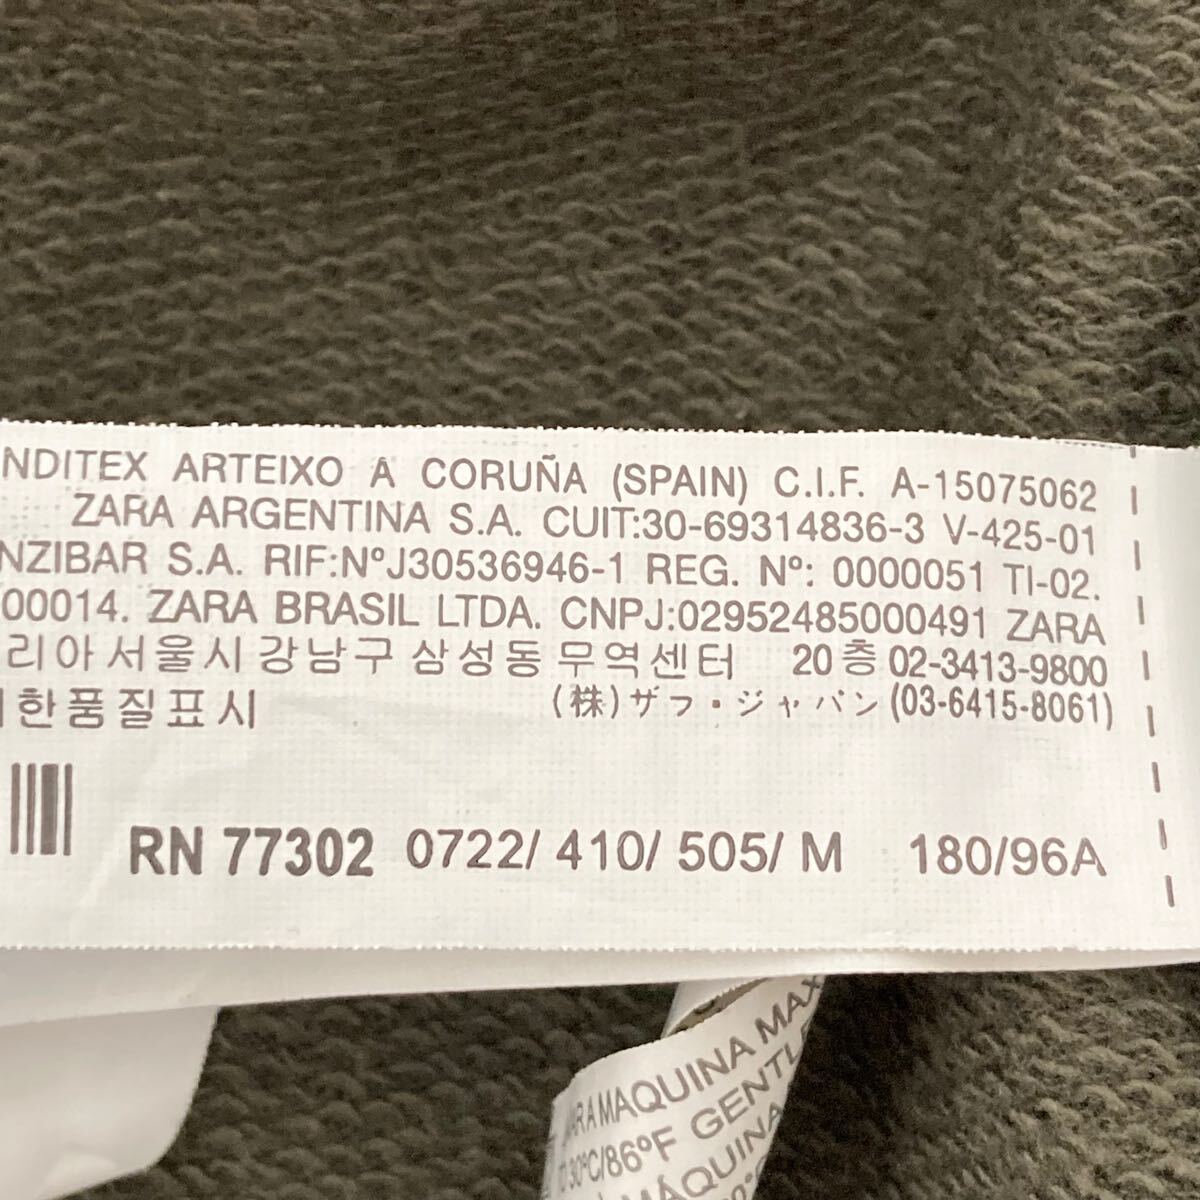 NDITEX ARTEIXO A CORUÑA (SPAIN) C.I.F. A-15075062
ZARA ARGENTINA S.A. CUIT:30-69314836-3 V-425-01
NZIBAR S.A. RIF:NºJ30536946-1 REG. Nº: 0000051 TI-02.
00014. ZARA BRASIL LTDA. CNPJ:02952485000491 ZARA
리아서울시강남구삼성동무역센터 20층 02-3413-9800
한품질표시 (株)ザラ・ジャパン (03-6415-8061)
RN 77302 0722/ 410/ 505/ M 180/96A
MAQUINA MAX
30ºC/86ºF GENTL
MÁQUINA